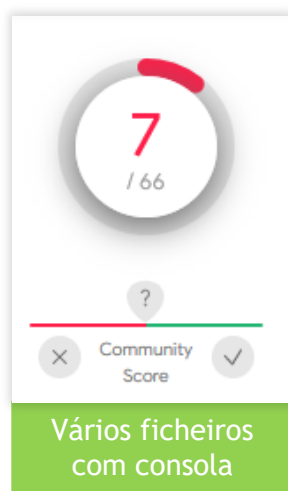 7
/ 66
?
Community
Score
Vários ficheiros
com consola